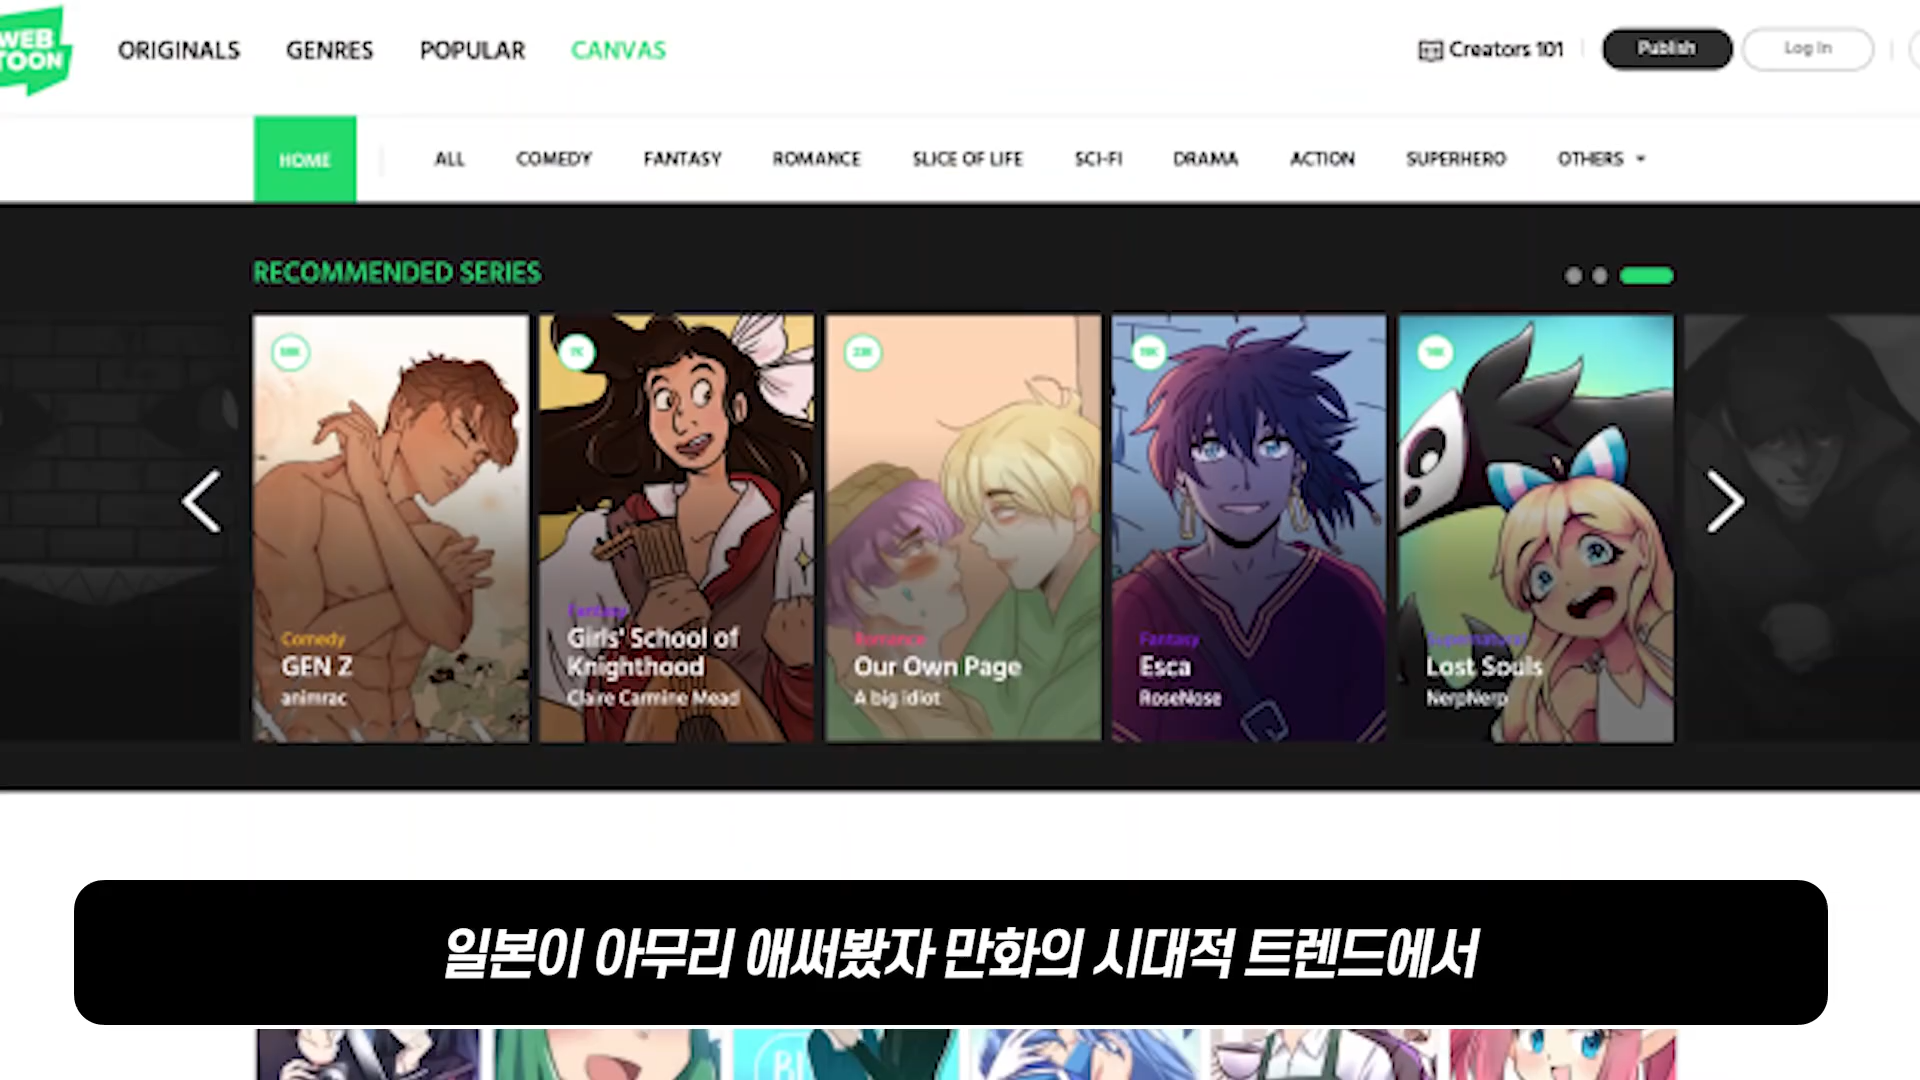 WEB
TOON
ORIGINALS GENRES POPULAR CANVAS
Creators 101 Publish Log In
HOME ALL COMEDY FANTASY ROMANCE SLICE OF LIFE SCI-FI DRAMA ACTION SUPERHERO OTHERS
RECOMMENDED SERIES
Comedy
GEN Z
animrac
Fantasy
Girls' School of
Knighthood
Claire Carmine Mead
Romance
Our Own Page
A big idiot
Fantasy
Esca
RoseNose
Supernatural
Lost Souls
NerpNerp
일본이 아무리 애써봤자 만화의 시대적 트렌드에서